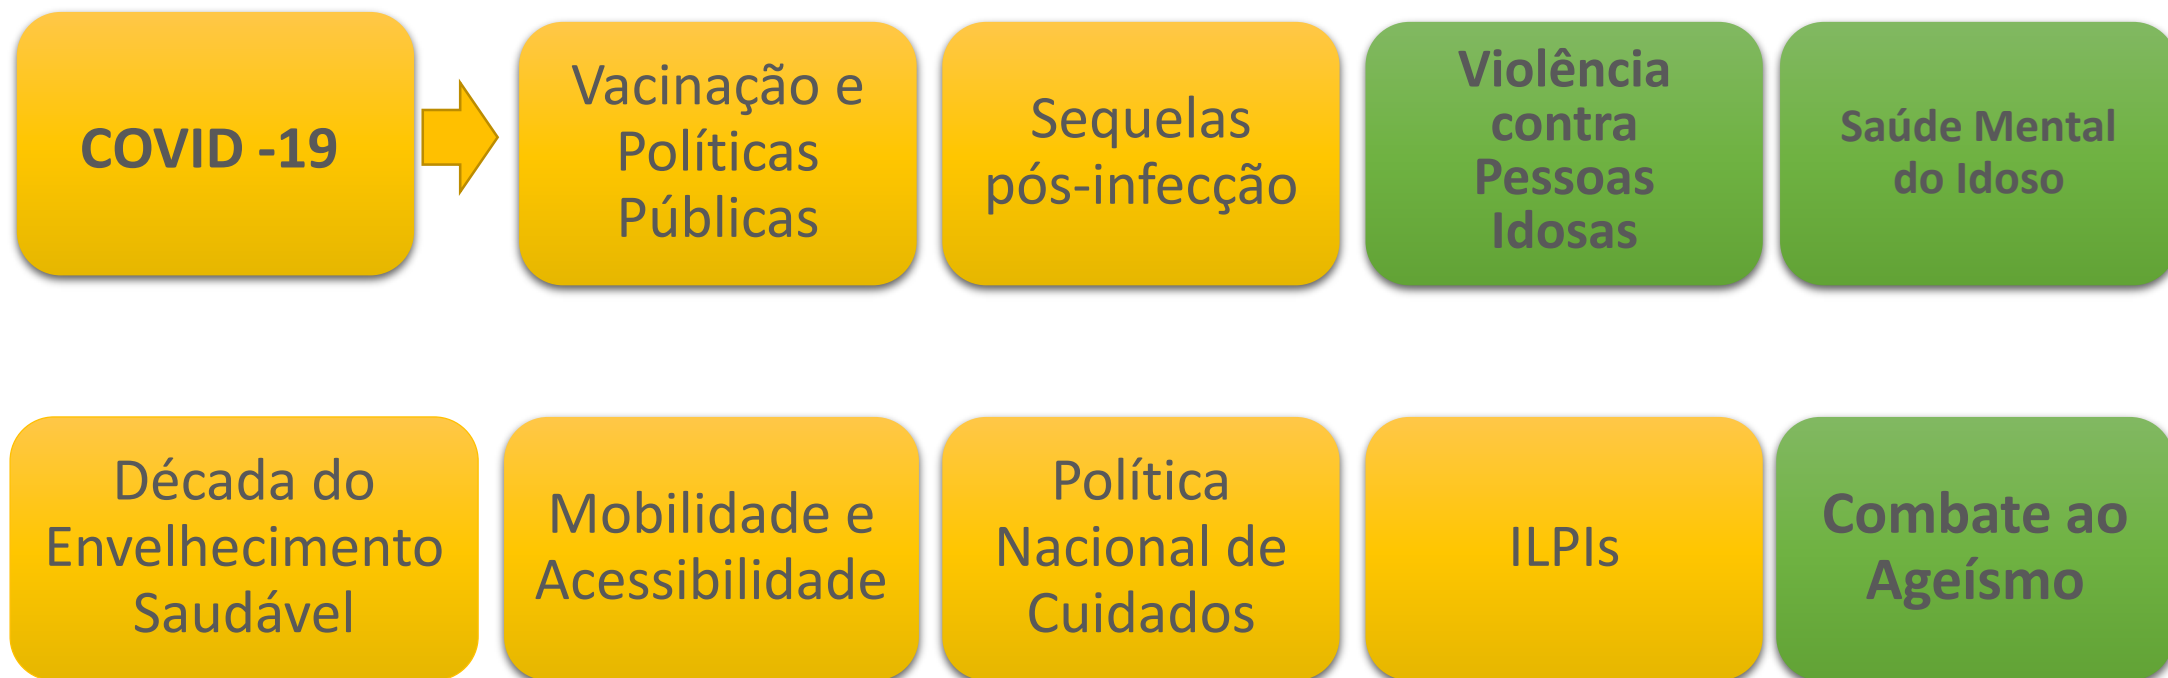 COVID -19
Vacinação e
Políticas
Públicas
Sequelas
pós-infecção
Violência
contra
Pessoas
Idosas
Saúde Mental
do Idoso
Década do
Envelhecimento
Saudável
Mobilidade e
Acessibilidade
Política
Nacional de
Cuidados
ILPIs
Combate ao
Ageísmo